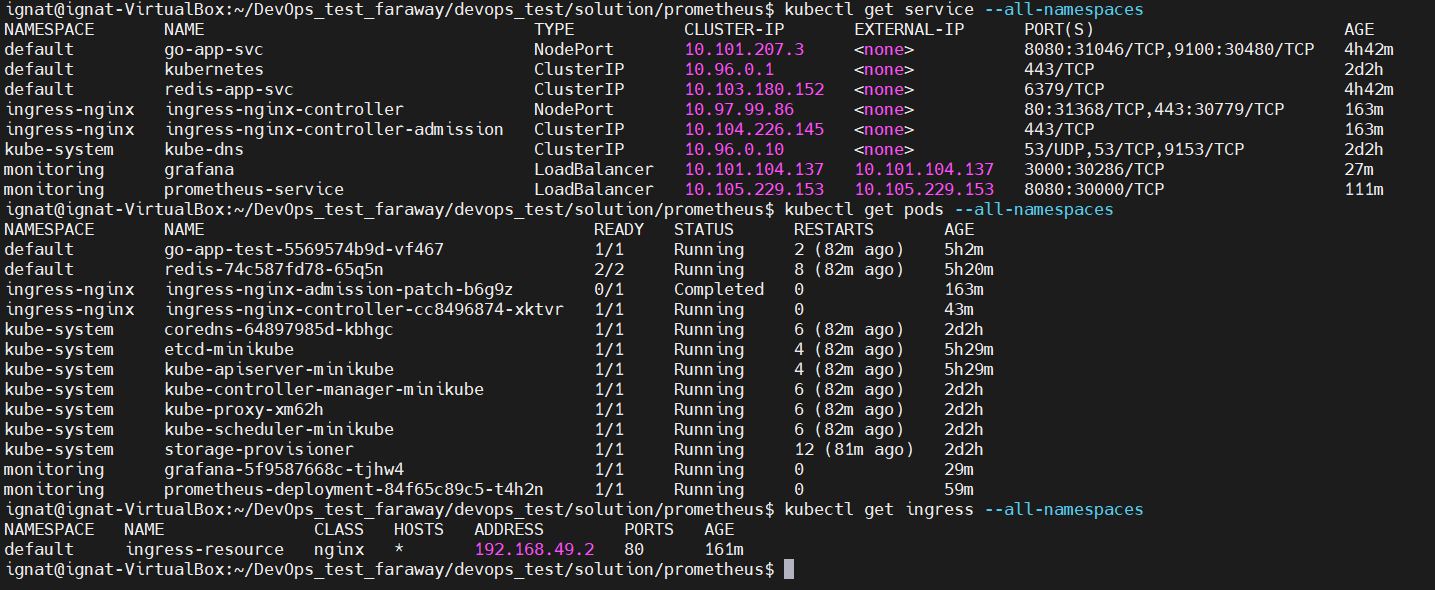 ignat@ignat-VirtualBox:~/DevOps_test_faraway/devops_test/solution/prometheus$ kubectl get service --all-namespaces
NAMESPACE NAME TYPE CLUSTER-IP EXTERNAL-IP PORT(S) AGE
default go-app-svc NodePort 10.101.207.3 <none> 8080:31046/TCP,9100:30480/TCP 4h42m
default kubernetes ClusterIP 10.96.0.1 <none> 443/TCP 2d2h
default redis-app-svc ClusterIP 10.103.180.152 <none> 6379/TCP 4h42m
ingress-nginx ingress-nginx-controller NodePort 10.97.99.86 <none> 80:31368/TCP,443:30779/TCP 163m
ingress-nginx ingress-nginx-controller-admission ClusterIP 10.104.226.145 <none> 443/TCP 163m
kube-system kube-dns ClusterIP 10.96.0.10 <none> 53/UDP,53/TCP,9153/TCP 2d2h
monitoring grafana LoadBalancer 10.101.104.137 10.101.104.137 3000:30286/TCP 27m
monitoring prometheus-service LoadBalancer 10.105.229.153 10.105.229.153 8080:30000/TCP 111m
ignat@ignat-VirtualBox:~/DevOps_test_faraway/devops_test/solution/prometheus$ kubectl get pods --all-namespaces
NAMESPACE NAME READY STATUS RESTARTS AGE
default go-app-test-5569574b9d-vf467 1/1 Running 2 (82m ago) 5h2m
default redis-74c587fd78-65q5n 2/2 Running 8 (82m ago) 5h20m
ingress-nginx ingress-nginx-admission-patch-b6g9z 0/1 Completed 0 163m
ingress-nginx ingress-nginx-controller-cc8496874-xktvr 1/1 Running 0 43m
kube-system coredns-64897985d-kbhgc 1/1 Running 6 (82m ago) 2d2h
kube-system etcd-minikube 1/1 Running 4 (82m ago) 5h29m
kube-system kube-apiserver-minikube 1/1 Running 4 (82m ago) 5h29m
kube-system kube-controller-manager-minikube 1/1 Running 6 (82m ago) 2d2h
kube-system kube-proxy-xm62h 1/1 Running 6 (82m ago) 2d2h
kube-system kube-scheduler-minikube 1/1 Running 6 (82m ago) 2d2h
kube-system storage-provisioner 1/1 Running 12 (81m ago) 2d2h
monitoring grafana-5f9587668c-tjhw4 1/1 Running 0 29m
monitoring prometheus-deployment-84f65c89c5-t4h2n 1/1 Running 0 59m
ignat@ignat-VirtualBox:~/DevOps_test_faraway/devops_test/solution/prometheus$ kubectl get ingress --all-namespaces
NAMESPACE NAME CLASS HOSTS ADDRESS PORTS AGE
default ingress-resource nginx * 192.168.49.2 80 161m
ignat@ignat-VirtualBox:~/DevOps_test_faraway/devops_test/solution/prometheus$